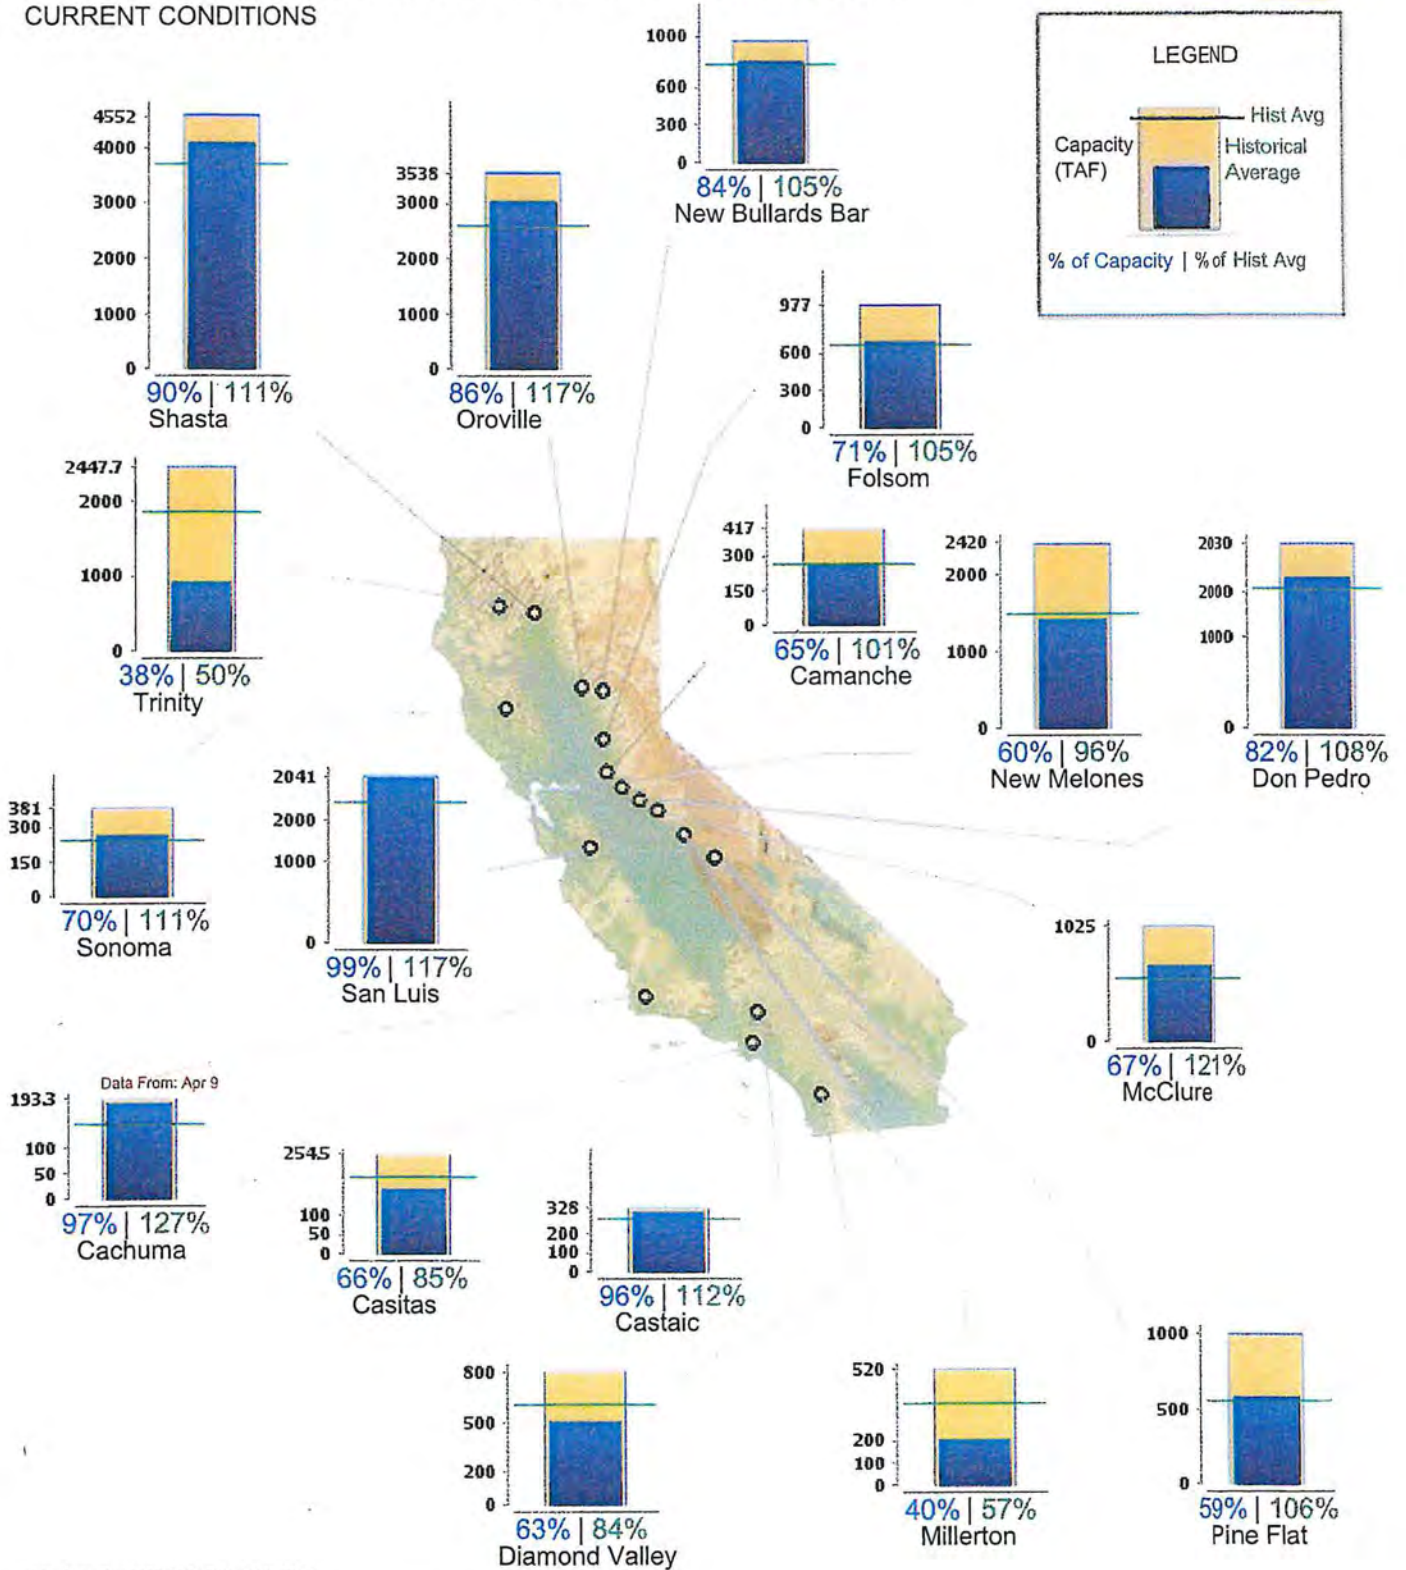 CURRENT CONDITIONS
1000
600
300
0
84% | 105%
New Bullards Bar
LEGEND
Hist Avg
Capacity
(TAF)
Historical
Average
% of Capacity | % of Hist Avg
4552
4000
3000
2000
1000
0
90% | 111%
Shasta
3538
3000
2000
1000
0
86% | 117%
Oroville
977
600
300
0
71% | 105%
Folsom
2447.7
2000
1000
0
38% | 50%
Trinity
417
300
150
0
65% | 101%
Camanche
2420
2000
1000
0
60% | 96%
New Melones
2030
2000
1000
0
82% | 108%
Don Pedro
381
300
150
0
70% | 111%
Sonoma
2041
2000
1000
0
99% | 117%
San Luis
1025
0
67% | 121%
McClure
Data From: Apr 9
193.3
100
50
0
97% | 127%
Cachuma
254.5
100
50
0
66% | 85%
Casitas
328
200
100
0
96% | 112%
Castaic
800
500
200
0
63% | 84%
Diamond Valley
520
200
100
0
40% | 57%
Millerton
1000
500
0
59% | 106%
Pine Flat